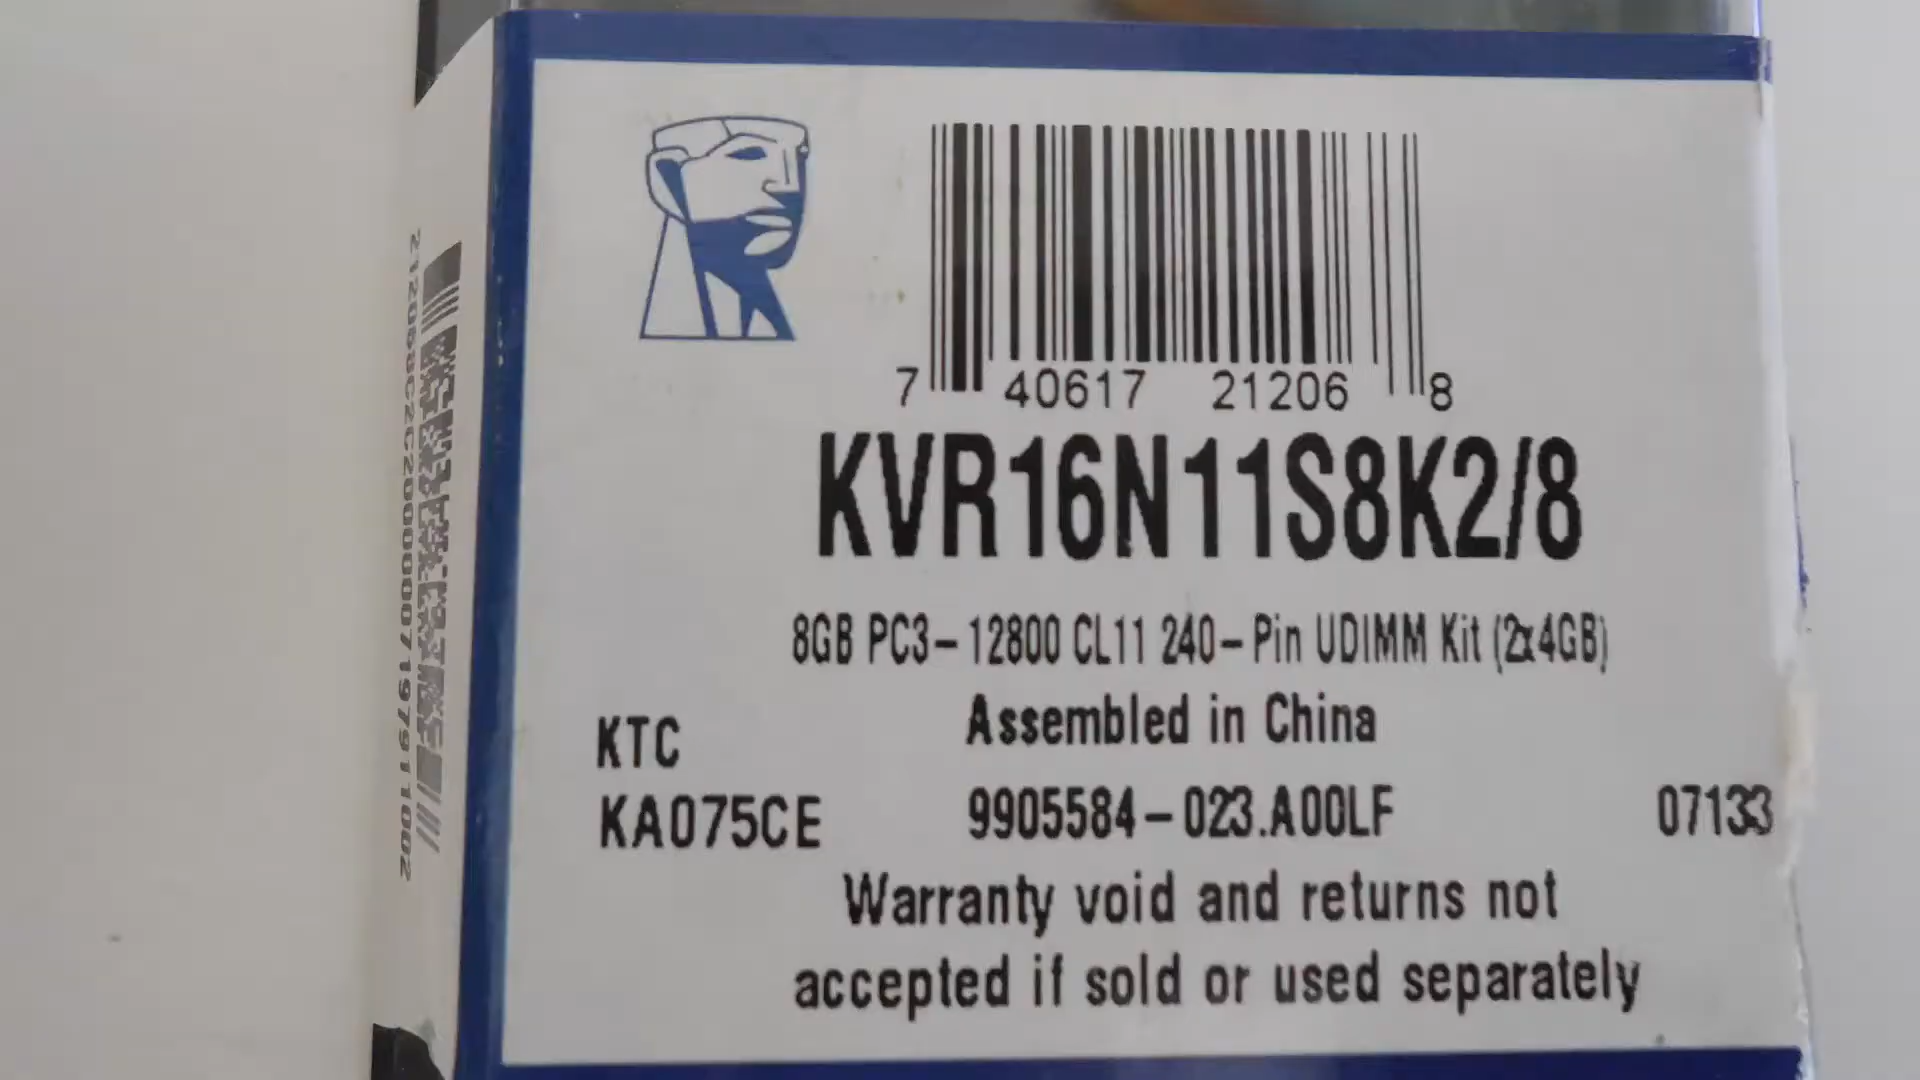 7 40617 21206 8
KVR16N11S8K2/8
8GB PC3-12800 CL11 240-Pin UDIMM Kit (2x4GB)
Assembled in China
KTC
KA075CE 9905584-023.A00LF 07133
Warranty void and returns not
accepted if sold or used separately